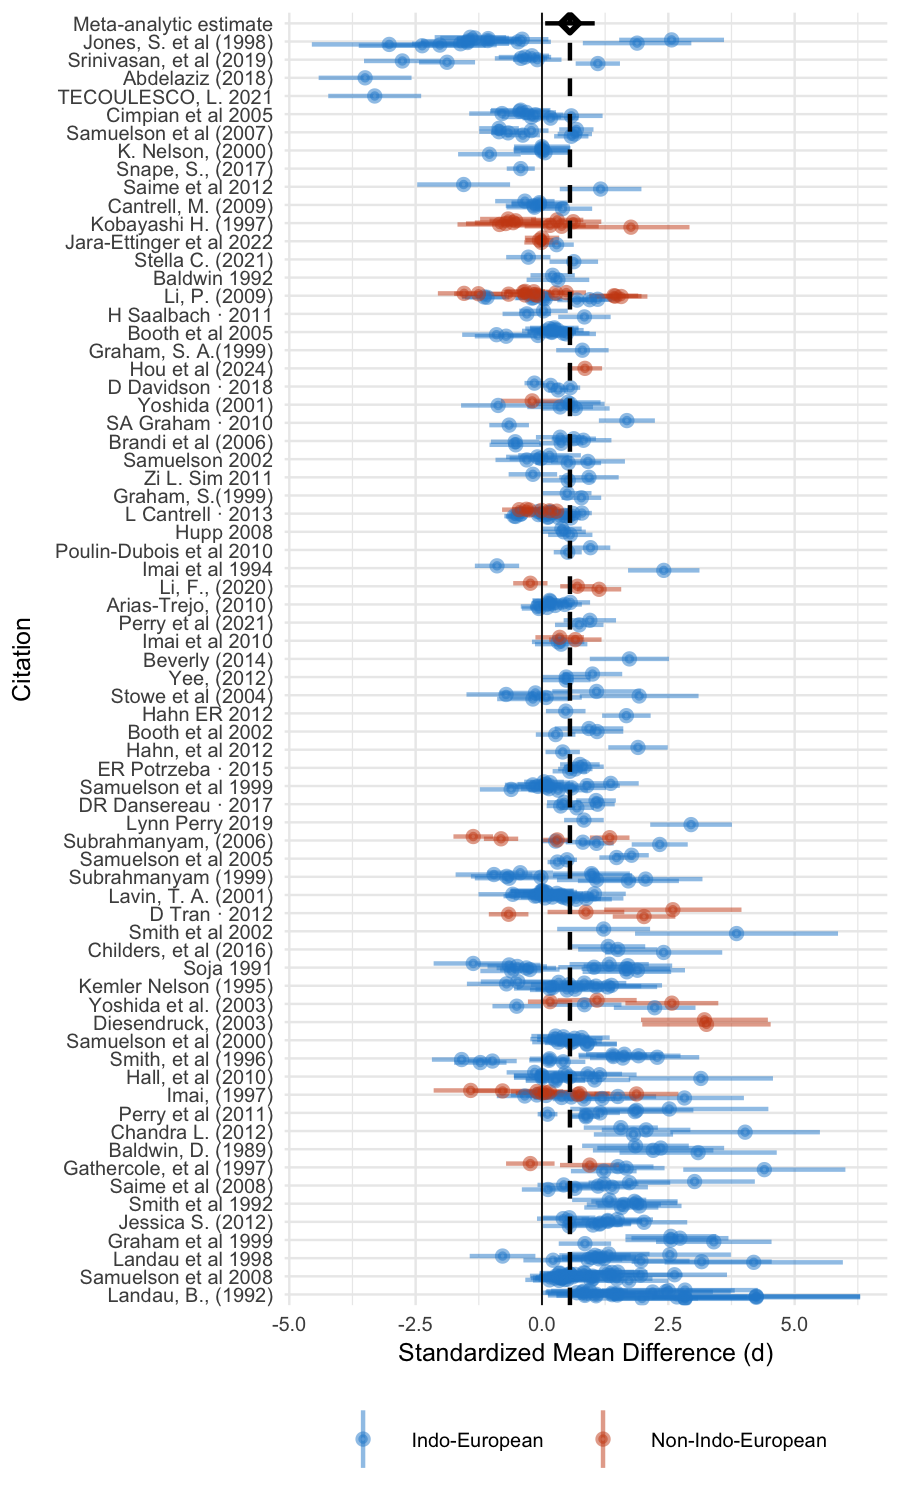 Meta-analytic estimate
Jones, S. et al (1998)
Srinivasan, et al (2019)
Abdelaziz (2018)
TECOULESCO, L. 2021
Cimpian et al 2005
Samuelson et al (2007)
K. Nelson, (2000)
Snape, S., (2017)
Saime et al 2012
Cantrell, M. (2009)
Kobayashi H. (1997)
Jara-Ettinger et al 2022
Stella C. (2021)
Baldwin 1992
Li, P. (2009)
H Saalbach · 2011
Booth et al 2005
Graham, S. A.(1999)
Hou et al (2024)
D Davidson · 2018
Yoshida (2001)
SA Graham · 2010
Brandi et al (2006)
Samuelson 2002
Zi L. Sim 2011
Graham, S.(1999)
L Cantrell · 2013
Hupp 2008
Poulin-Dubois et al 2010
Imai et al 1994
Li, F., (2020)
Arias-Trejo, (2010)
Perry et al (2021)
Imai et al 2010
Beverly (2014)
Yee, (2012)
Stowe et al (2004)
Hahn ER 2012
Booth et al 2002
Hahn, et al 2012
ER Potrzeba · 2015
Samuelson et al 1999
DR Dansereau · 2017
Lynn Perry 2019
Subrahmanyam, (2006)
Samuelson et al 2005
Subrahmanyam (1999)
Lavin, T. A. (2001)
D Tran · 2012
Smith et al 2002
Childers, et al (2016)
Soja 1991
Kemler Nelson (1995)
Yoshida et al. (2003)
Diesendruck, (2003)
Samuelson et al (2000)
Smith, et al (1996)
Hall, et al (2010)
Imai, (1997)
Perry et al (2011)
Chandra L. (2012)
Baldwin, D. (1989)
Gathercole, et al (1997)
Saime et al (2008)
Smith et al 1992
Jessica S. (2012)
Graham et al 1999
Landau et al 1998
Samuelson et al 2008
Landau, B., (1992)
Citation
-5.0 -2.5 0.0 2.5 5.0
Standardized Mean Difference (d)
Indo-European Non-Indo-European